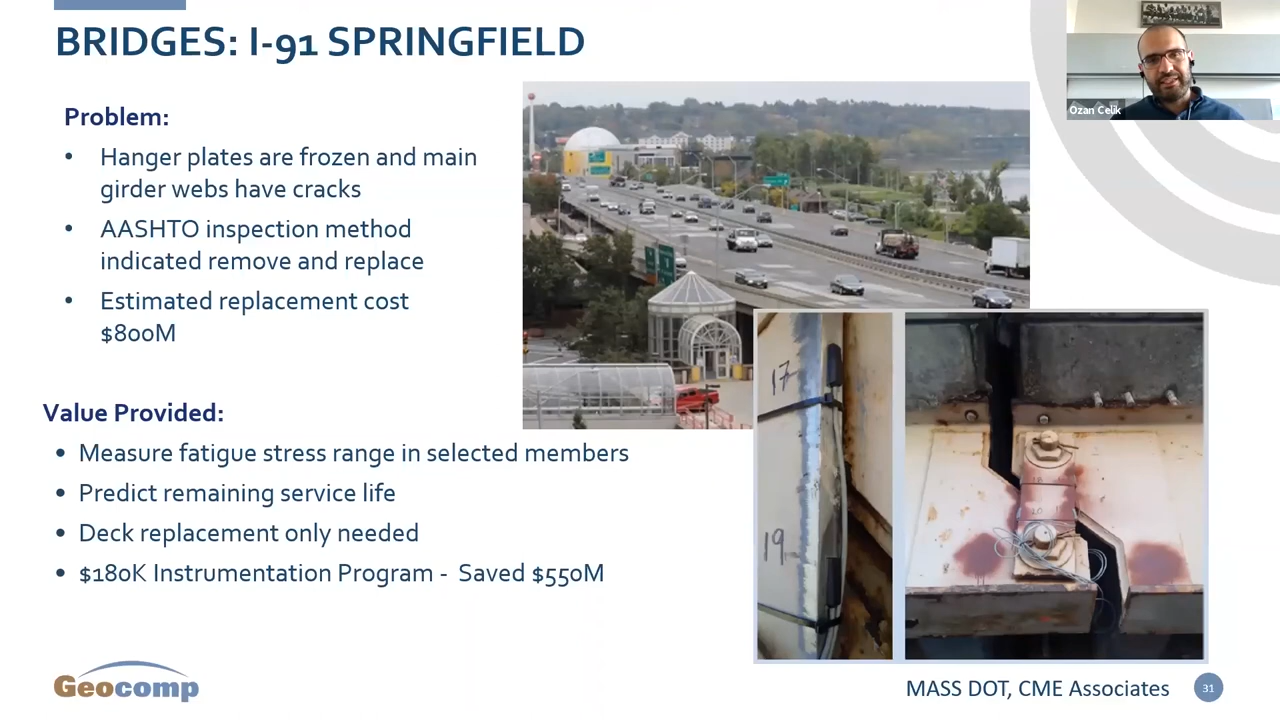 BRIDGES: I-91 SPRINGFIELD
Problem:
• Hanger plates are frozen and main
girder webs have cracks
• AASHTO inspection method
indicated remove and replace
• Estimated replacement cost
$800M
Value Provided:
• Measure fatigue stress range in selected members
• Predict remaining service life
• Deck replacement only needed
• $180K Instrumentation Program - Saved $550M
17
19
Ozan Celik
Geocomp
MASS DOT, CME Associates
31